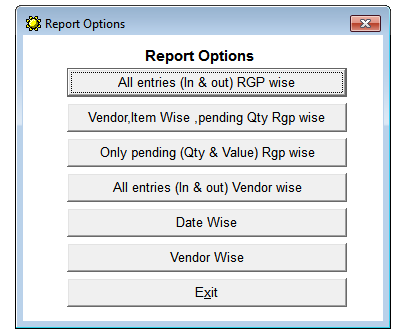 Report Options
Report Options
All entries (In & out) RGP wise
Vendor,Item Wise ,pending Qty Rgp wise
Only pending (Qty & Value) Rgp wise
All entries (In & out) Vendor wise
Date Wise
Vendor Wise
Exit